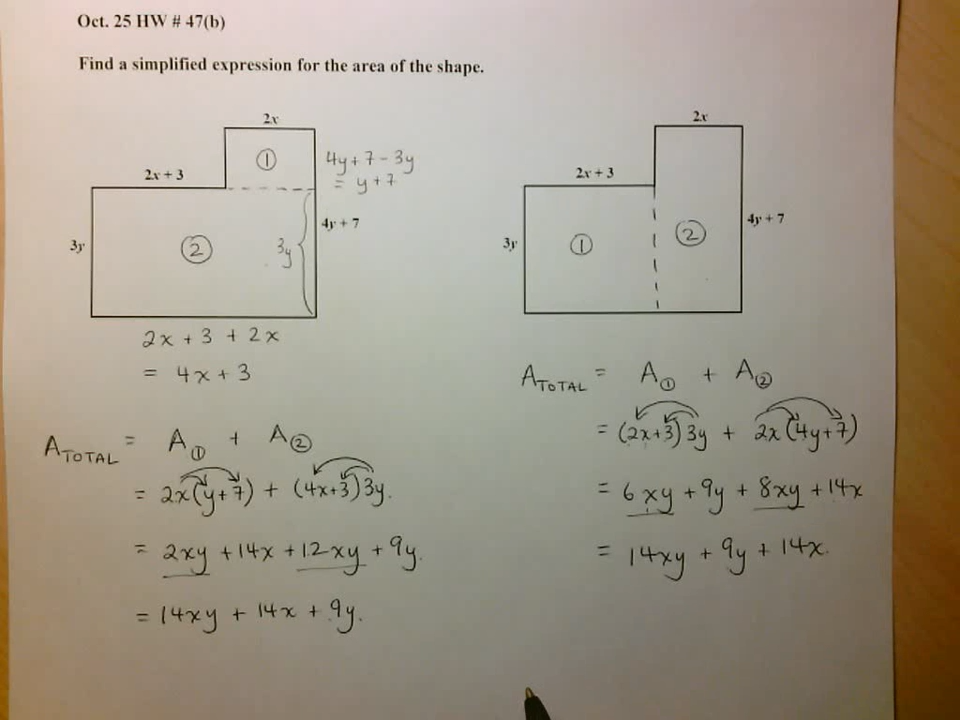 Oct. 25 HW # 47(b)
Find a simplified expression for the area of the shape.
2x
①
4y + 7 - 3y
= y + 7
2x + 3
3y
②
3y
4y + 7
2x + 3 + 2x
= 4x + 3
A TOTAL = A① + A②
= 2x(y+7) + (4x+3)3y.
= 2xy + 14x + 12xy + 9y.
= 14xy + 14x + 9y.
2x
2x + 3
3y
①
②
4y + 7
A TOTAL = A① + A②
= (2x+3)3y + 2x(4y+7)
= 6xy + 9y + 8xy + 14x
= 14xy + 9y + 14x.